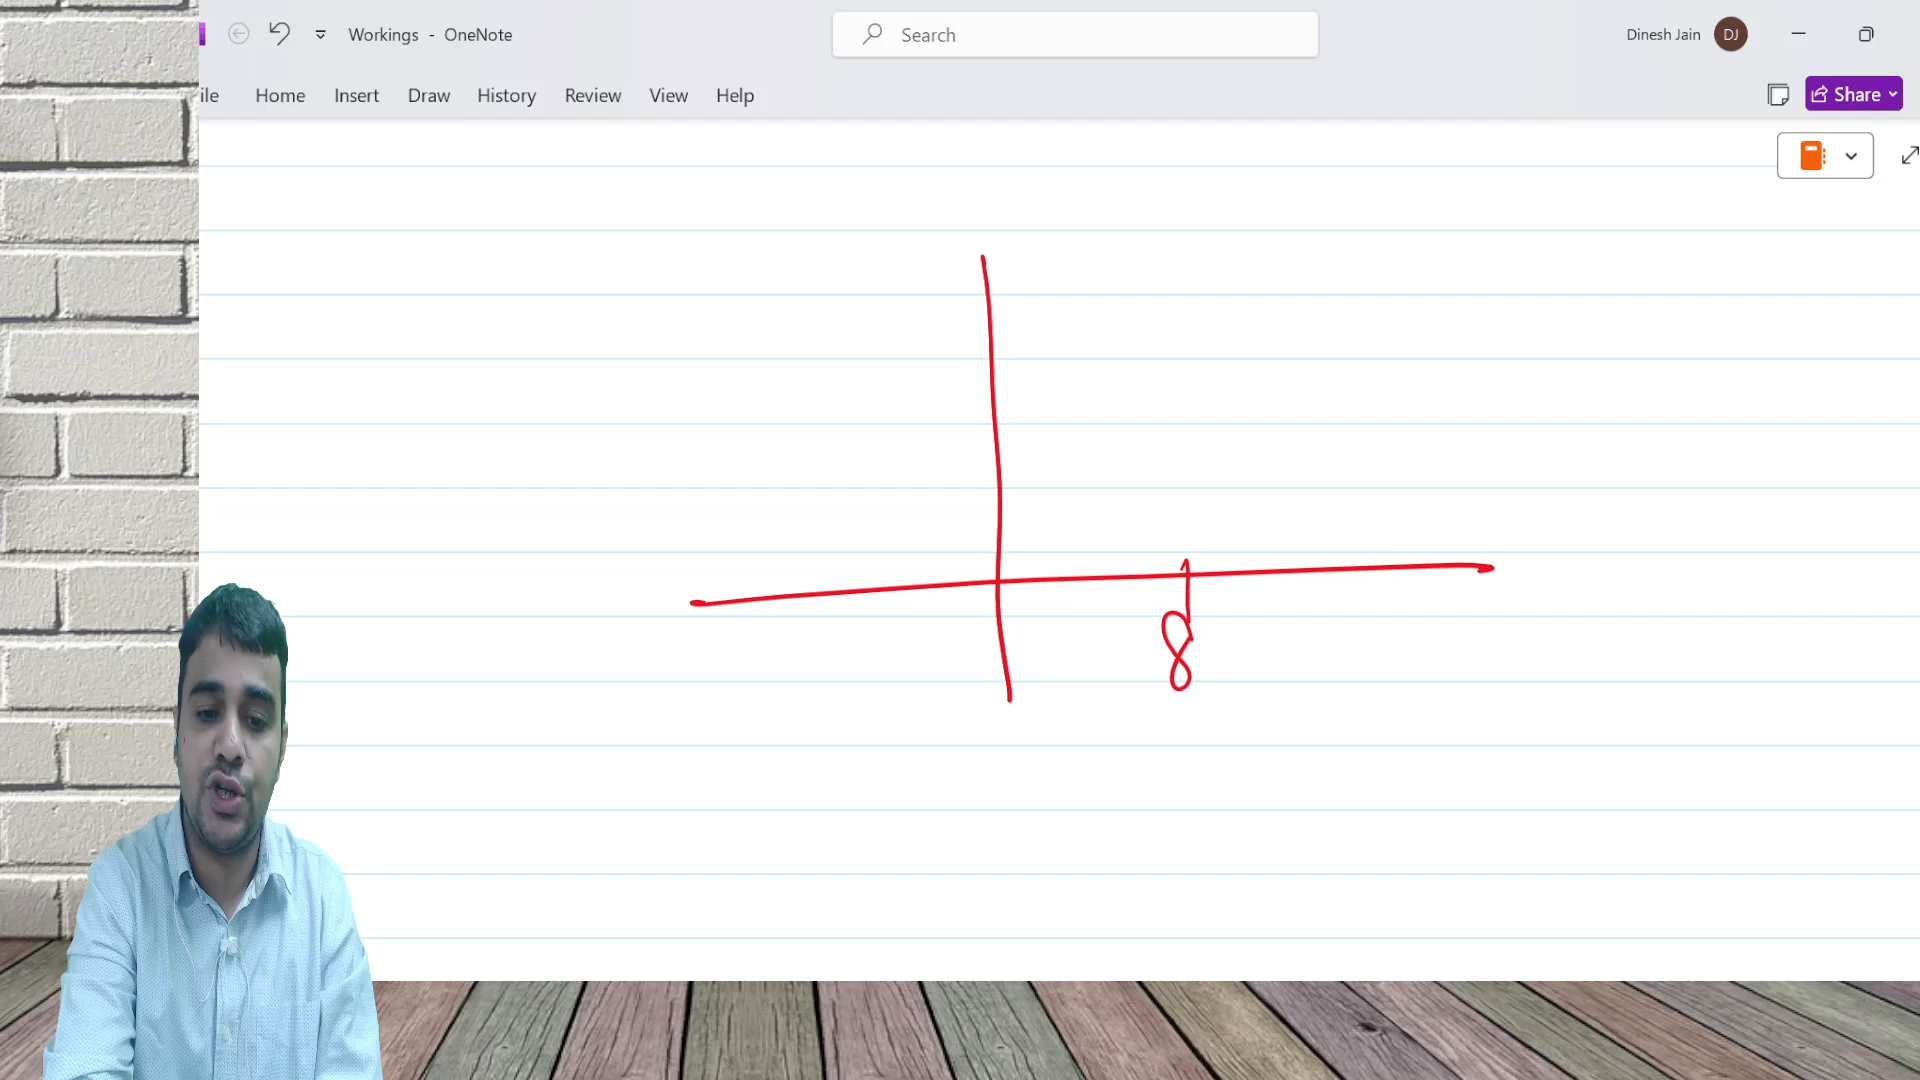 Workings - OneNote
Search
Dinesh Jain DJ
ile Home Insert Draw History Review View Help
Share
8